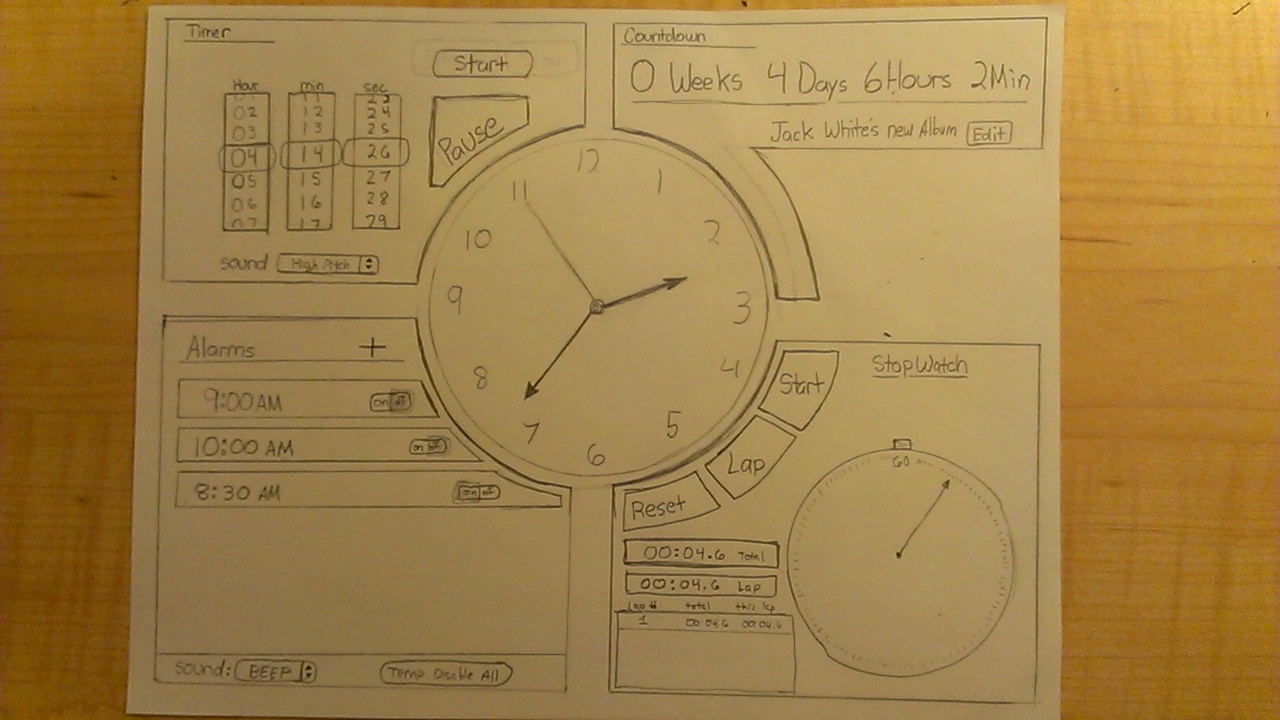 Timer
Start
Pause
Hour min sec
01 11 23
02 12 24
03 13 25
04 14 26
05 15 27
06 16 28
07 17 29
sound High Pitch
Countdown
0 Weeks 4 Days 6 Hours 2 Min
Jack White's new Album Edit
12
1
2
3
4
5
6
7
8
9
10
11
Alarms +
9:00 AM on off
10:00 AM on off
8:30 AM on off
sound: BEEP Temp Disable All
StopWatch
Start
Lap
Reset
60
00:04.6 Total
00:04.6 Lap
Lap # total this lap
1 00:04.6 00:04.6